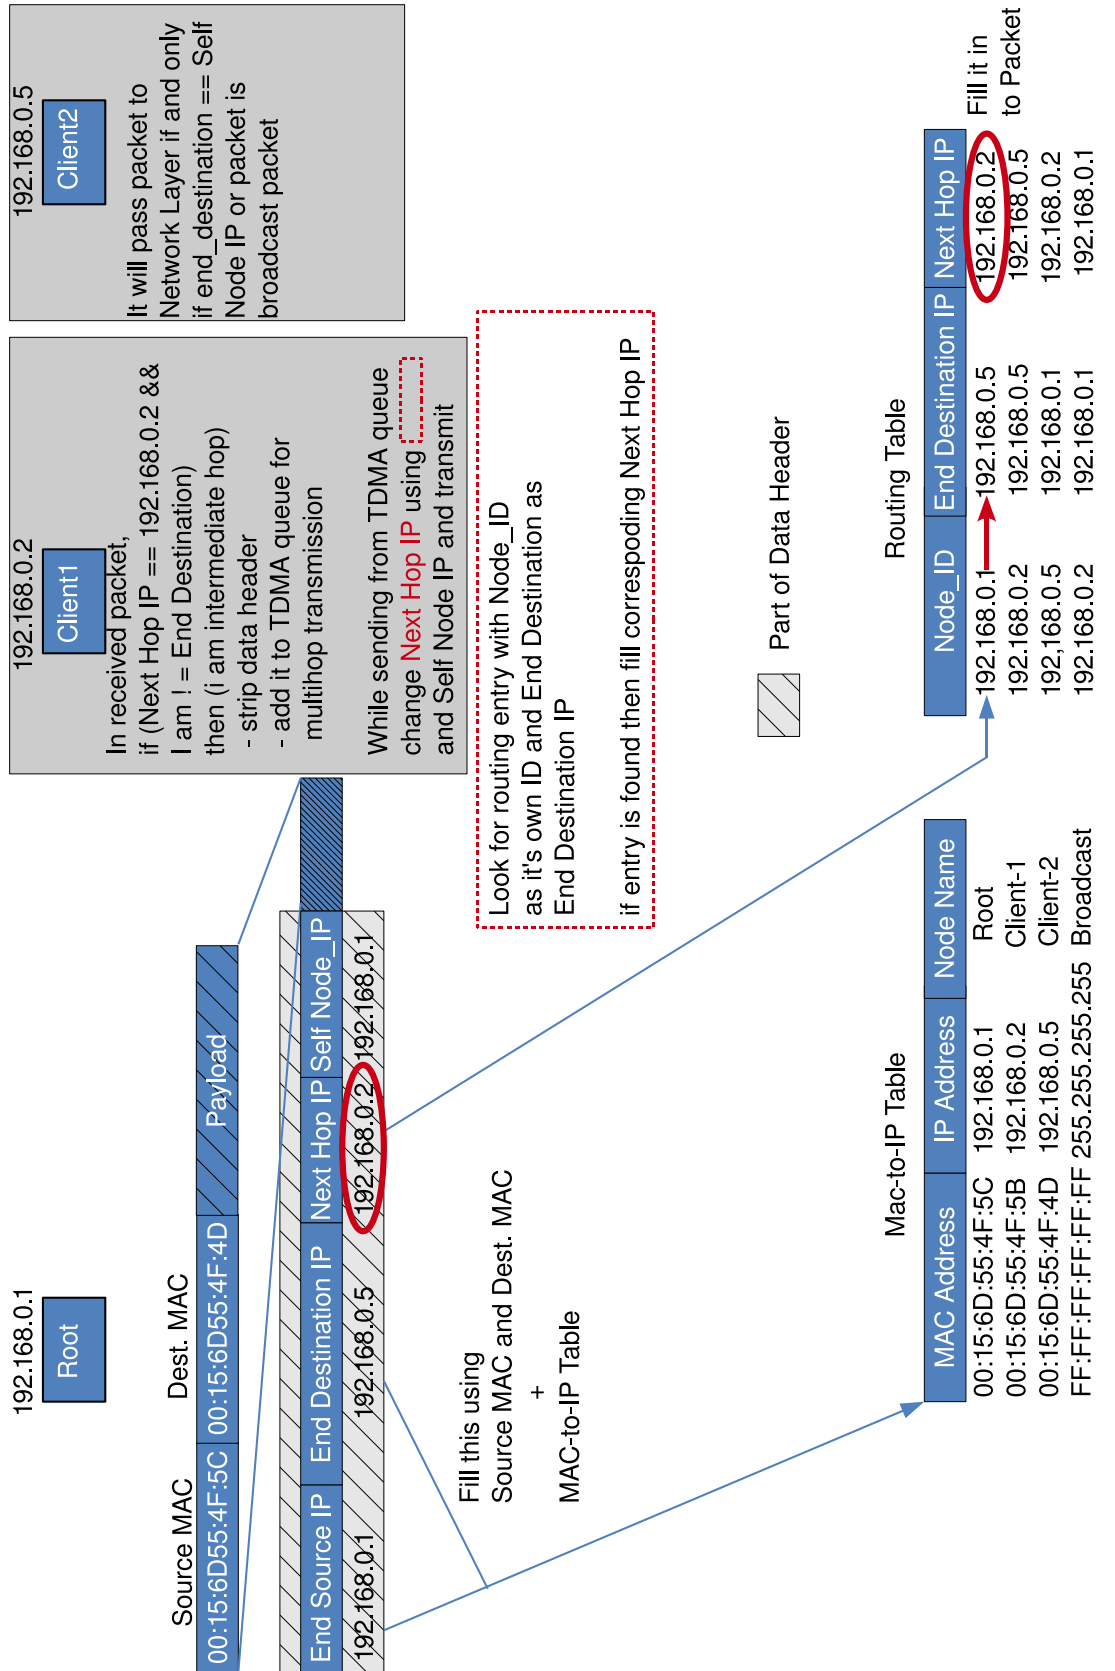 192.168.0.1
Root
192.168.0.2
Client1
192.168.0.5
Client2
Source MAC
Dest. MAC
00:15:6D55:4F:5C
00:15:6D55:4F:4D
Payload
End Source IP
End Destination IP
Next Hop IP
Self Node_IP
192.168.0.1
192.168.0.5
192.168.0.2
192.168.0.1
In received packet,
if (Next Hop IP == 192.168.0.2 &&
I am ! = End Destination)
then (i am intermediate hop)
- strip data header
- add it to TDMA queue for
multihop transmission
While sending from TDMA queue
change Next Hop IP using
and Self Node IP and transmit
It will pass packet to
Network Layer if and only
if end_destination == Self
Node IP or packet is
broadcast packet
Fill this using
Source MAC and Dest. MAC
+
MAC-to-IP Table
Look for routing entry with Node_ID
as it's own ID and End Destination as
End Destination IP
if entry is found then fill correspoding Next Hop IP
Part of Data Header
Mac-to-IP Table
MAC Address IP Address Node Name
00:15:6D:55:4F:5C 192.168.0.1 Root
00:15:6D:55:4F:5B 192.168.0.2 Client-1
00:15:6D:55:4F:4D 192.168.0.5 Client-2
FF:FF:FF:FF:FF:FF 255.255.255.255 Broadcast
Routing Table
Node_ID End Destination IP Next Hop IP
192.168.0.1 192.168.0.5 192.168.0.2
192.168.0.2 192.168.0.5 192.168.0.5
192,168.0.5 192.168.0.1 192.168.0.2
192.168.0.2 192.168.0.1 192.168.0.1
Fill it in
to Packet